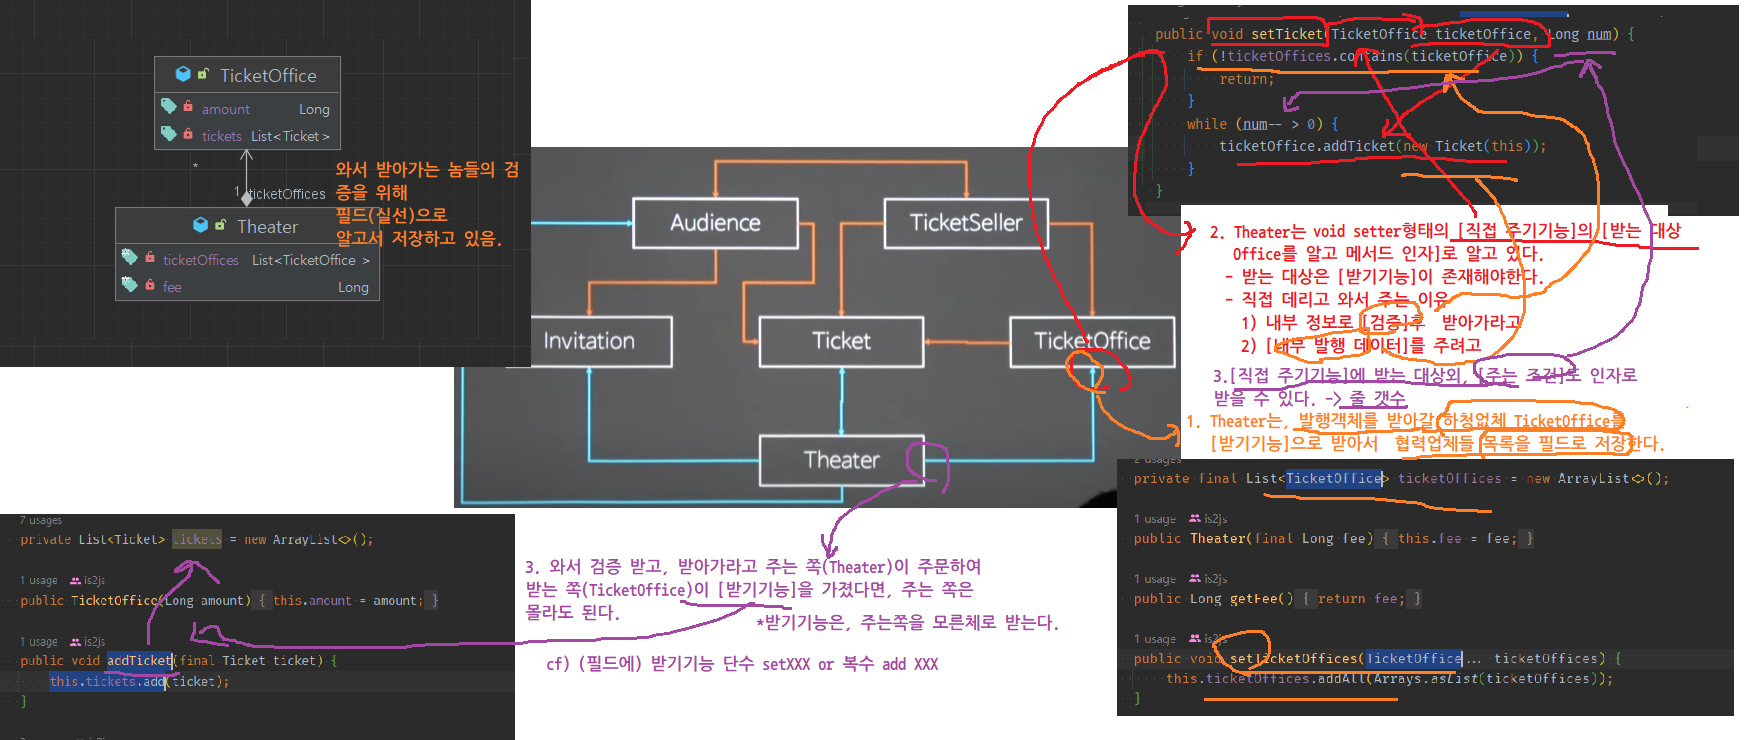 TicketOffice
amount Long
tickets List<Ticket>
*
1
ticketOffices
Theater
ticketOffices List<TicketOffice >
fee Long
와서 받아가는 놈들의 검
증을 위해
필드(실선)으로
알고서 저장하고 있음.
Audience
TicketSeller
Invitation
Ticket
TicketOffice
Theater
public void setTicket(TicketOffice ticketOffice, Long num) {
if (!ticketOffices.contains(ticketOffice)) {
return;
}
while (num-- > 0) {
ticketOffice.addTicket(new Ticket(this));
}
}
2. Theater는 void setter형태의 [직접 주기기능]의 [받는 대상
Office를 알고 메서드 인자]로 알고 있다.
- 받는 대상은 [받기기능]이 존재해야한다.
- 직접 데리고 와서 주는 이유
1) 내부 정보로 [검증]후 받아가라고
2) [내부 발행 데이터]를 주려고
3.[직접 주기기능]에 받는 대상외, [주는 조건]로 인자로
받을 수 있다. -> 줄 갯수
1. Theater는, 발행객체를 받아갈 하청업체 TicketOffice를
[받기기능]으로 받아서 협력업체들 목록을 필드로 저장한다.
2 usages
private final List<TicketOffice> ticketOffices = new ArrayList<>();
1 usage is2js
public Theater(final Long fee) { this.fee = fee; }
1 usage is2js
public Long getFee() { return fee; }
1 usage is2js
public void setTicketOffices(TicketOffice... ticketOffices) {
this.ticketOffices.addAll(Arrays.asList(ticketOffices));
}
7 usages
private List<Ticket> tickets = new ArrayList<>();
1 usage is2js
public TicketOffice(Long amount) { this.amount = amount; }
1 usage is2js
public void addTicket(final Ticket ticket) {
this.tickets.add(ticket);
}
3. 와서 검증 받고, 받아가라고 주는 쪽(Theater)이 주문하여
받는 쪽(TicketOffice)이 [받기기능]을 가졌다면, 주는 쪽은
몰라도 된다.
*받기기능은, 주는쪽을 모른체로 받는다.
cf) (필드에) 받기기능 단수 setXXX or 복수 add XXX